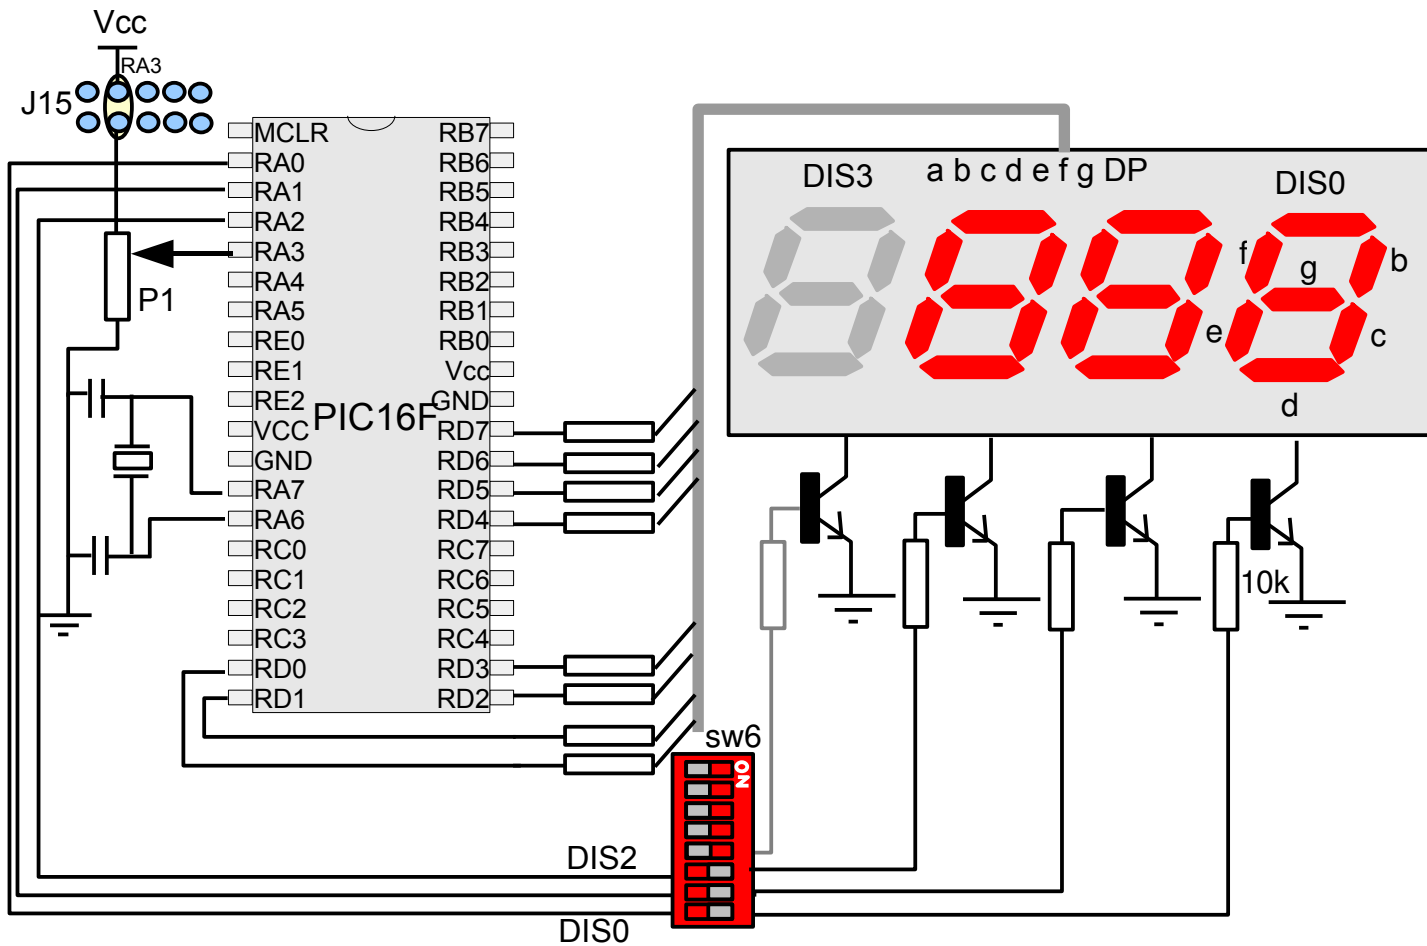 Vcc
RA3
J15
P1
MCLR RB7
RA0 RB6
RA1 RB5
RA2 RB4
RA3 RB3
RA4 RB2
RA5 RB1
RE0 RB0
RE1 Vcc
RE2 GND
PIC16F
VCC RD7
GND RD6
RA7 RD5
RA6 RD4
RC0 RC7
RC1 RC6
RC2 RC5
RC3 RC4
RD0 RD3
RD1 RD2
DIS3 a b c d e f g DP DIS0
f g b
e c
d
10k
sw6
ON
DIS2
DIS0